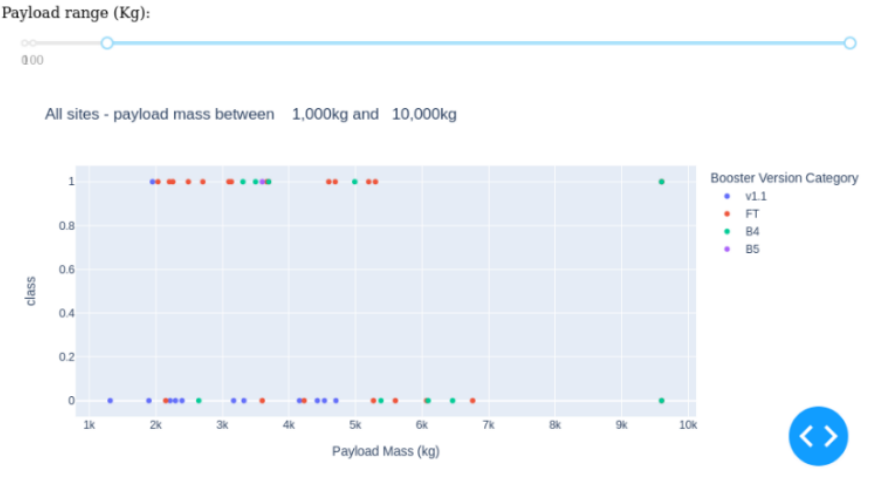 Payload range (Kg):
0 100
All sites - payload mass between 1,000kg and 10,000kg
Booster Version Category
v1.1
FT
B4
B5
class
1
0.8
0.6
0.4
0.2
0
1k 2k 3k 4k 5k 6k 7k 8k 9k 10k
Payload Mass (kg)